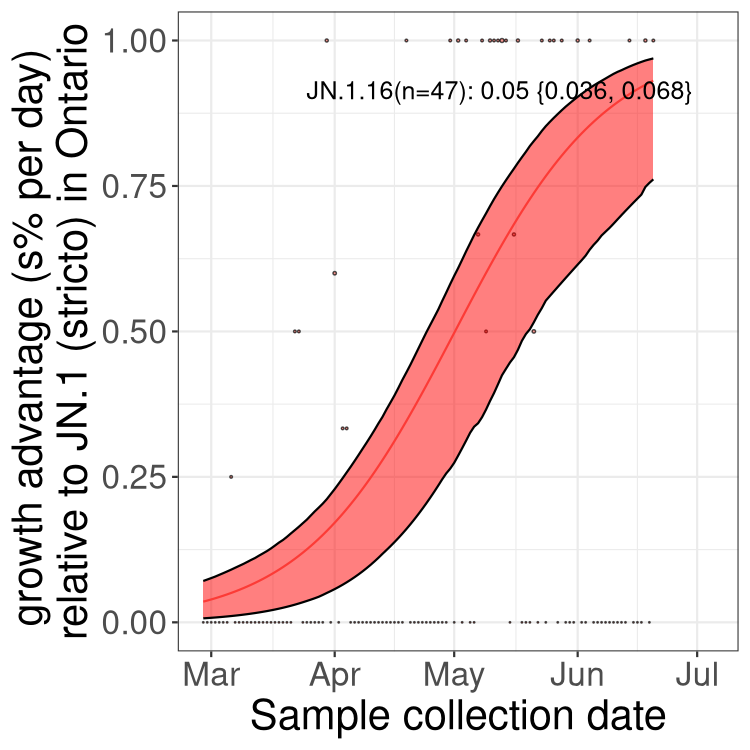 growth advantage (s% per day)
relative to JN.1 (stricto) in Ontario
1.00
0.75
0.50
0.25
0.00
JN.1.16(n=47): 0.05 {0.036, 0.068}
Mar Apr May Jun Jul
Sample collection date